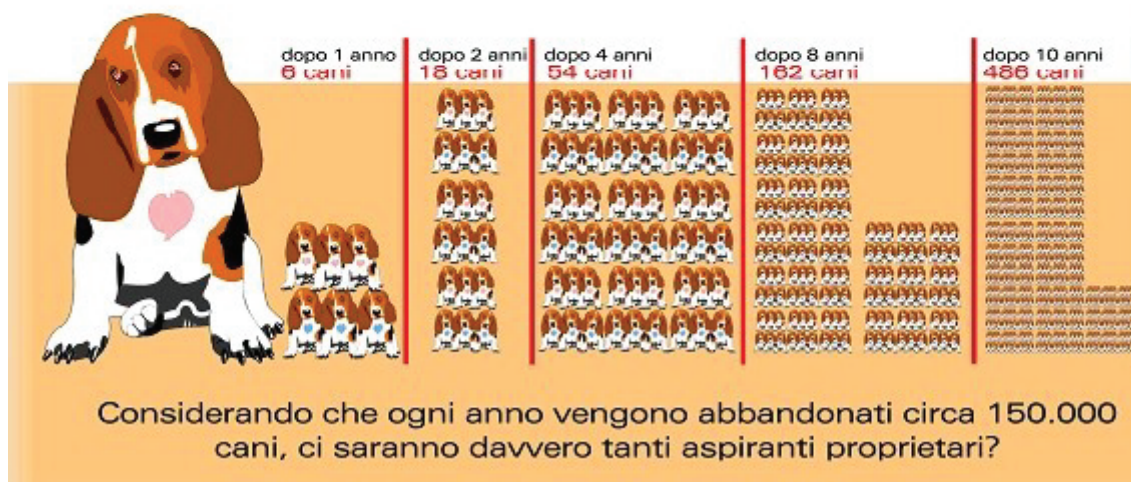 dopo 1 anno
6 cani
dopo 2 anni
18 cani
dopo 4 anni
54 cani
dopo 8 anni
162 cani
dopo 10 anni
486 cani
Considerando che ogni anno vengono abbandonati circa 150.000
cani, ci saranno davvero tanti aspiranti proprietari?